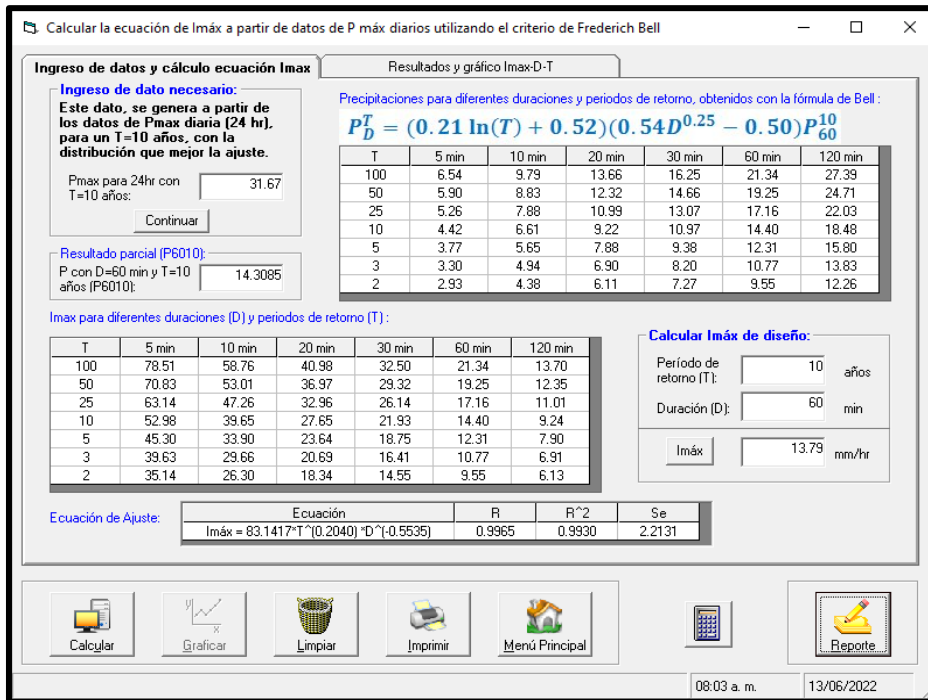 Calcular la ecuación de Imáx a partir de datos de P máx diarios utilizando el criterio de Frederich Bell
Ingreso de datos y cálculo ecuación Imax
Resultados y gráfico Imax-D-T
Ingreso de dato necesario:
Este dato, se genera a partir de
los datos de Pmax diaria (24 hr),
para un T=10 años, con la
distribución que mejor la ajuste.
Pmax para 24hr con
T=10 años:
31.67
Continuar
Resultado parcial (P6010):
P con D=60 min y T=10
años (P6010):
14.3085
Precipitaciones para diferentes duraciones y periodos de retorno, obtenidos con la fórmula de Bell :
P_D^T = (0.21 ln(T) + 0.52)(0.54D^0.25 − 0.50)P_60^10
T 5 min 10 min 20 min 30 min 60 min 120 min
100 6.54 9.79 13.66 16.25 21.34 27.39
50 5.90 8.83 12.32 14.66 19.25 24.71
25 5.26 7.88 10.99 13.07 17.16 22.03
10 4.42 6.61 9.22 10.97 14.40 18.48
5 3.77 5.65 7.88 9.38 12.31 15.80
3 3.30 4.94 6.90 8.20 10.77 13.83
2 2.93 4.38 6.11 7.27 9.55 12.26
Imax para diferentes duraciones (D) y periodos de retorno (T) :
T 5 min 10 min 20 min 30 min 60 min 120 min
100 78.51 58.76 40.98 32.50 21.34 13.70
50 70.83 53.01 36.97 29.32 19.25 12.35
25 63.14 47.26 32.96 26.14 17.16 11.01
10 52.98 39.65 27.65 21.93 14.40 9.24
5 45.30 33.90 23.64 18.75 12.31 7.90
3 39.63 29.66 20.69 16.41 10.77 6.91
2 35.14 26.30 18.34 14.55 9.55 6.13
Calcular Imáx de diseño:
Período de
retorno (T):
10 años
Duración (D): 60 min
Imáx 13.79 mm/hr
Ecuación de Ajuste:
Ecuación R R^2 Se
Imáx = 83.1417*T^(0.2040) *D^(-0.5535) 0.9965 0.9930 2.2131
Calcular
Graficar
Limpiar
Imprimir
Menú Principal
Reporte
08:03 a. m. 13/06/2022